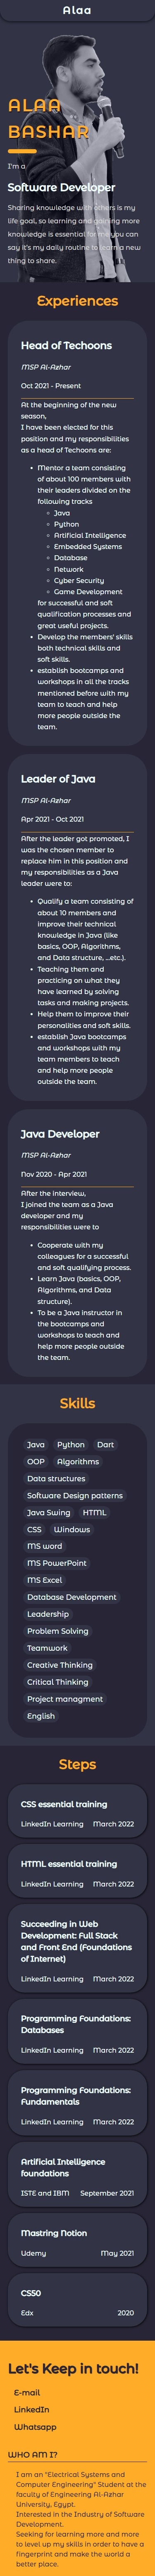 Alaa
ALAA
BASHAR
I'm a
Software Developer
Sharing knowledge with others is my
life goal, so learning and gaining more
knowledge is essential for me you can
say it's my daily routine to learn a new
thing to share.
Experiences
Head of Techoons
MSP Al-Azhar
Oct 2021 - Present
At the beginning of the new
season,
I have been elected for this
position and my responsibilities
as a head of Techoons are:
• Mentor a team consisting
of about 100 members with
their leaders divided on the
following tracks
◦ Java
◦ Python
◦ Artificial Intelligence
◦ Embedded Systems
◦ Database
◦ Network
◦ Cyber Security
◦ Game Development
for successful and soft
qualification processes and
great useful projects.
• Develop the members' skills
both technical skills and
soft skills.
• establish bootcamps and
workshops in all the tracks
mentioned before with my
team to teach and help
more people outside the
team.
Leader of Java
MSP Al-Azhar
Apr 2021 - Oct 2021
After the leader got promoted, I
was the chosen member to
replace him in this position and
my responsibilities as a Java
leader were to:
• Qualify a team consisting of
about 10 members and
improve their technical
knowledge in Java (like
basics, OOP, Algorithms,
and Data structure, ...etc.).
• Teaching them and
practicing on what they
have learned by solving
tasks and making projects.
• Help them to improve their
personalities and soft skills.
• establish Java bootcamps
and workshops with my
team members to teach
and help more people
outside the team.
Java Developer
MSP Al-Azhar
Nov 2020 - Apr 2021
After the interview,
I joined the team as a Java
developer and my
responsibilities were to
• Cooperate with my
colleagues for a successful
and soft qualifying process.
• Learn Java (basics, OOP,
Algorithms, and Data
structure).
• To be a Java instructor in
the bootcamps and
workshops to teach and
help more people outside
the team.
Skills
Java Python Dart
OOP Algorithms
Data structures
Software Design patterns
Java Swing HTML
CSS Windows
MS word
MS PowerPoint
MS Excel
Database Development
Leadership
Problem Solving
Teamwork
Creative Thinking
Critical Thinking
Project managment
English
Steps
CSS essential training
LinkedIn Learning March 2022
HTML essential training
LinkedIn Learning March 2022
Succeeding in Web
Development: Full Stack
and Front End (Foundations
of Internet)
LinkedIn Learning March 2022
Programming Foundations:
Databases
LinkedIn Learning March 2022
Programming Foundations:
Fundamentals
LinkedIn Learning March 2022
Artificial Intelligence
foundations
ISTE and IBM September 2021
Mastring Notion
Udemy May 2021
CS50
Edx 2020
Let's Keep in touch!
E-mail
LinkedIn
Whatsapp
WHO AM I?
I am an "Electrical Systems and
Computer Engineering" Student at the
faculty of Engineering Al-Azhar
University, Egypt.
Interested in the Industry of Software
Development.
Seeking for learning more and more
to level up my skills in order to have a
fingerprint and make the world a
better place.